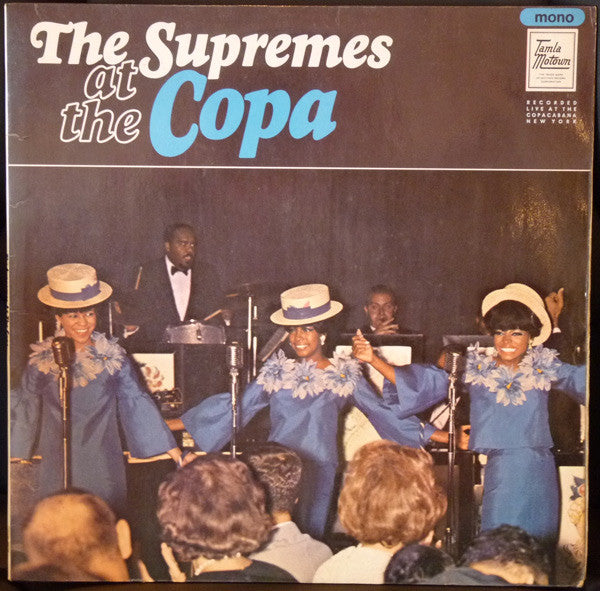 The Supremes
at
the Copa
mono
Tamla
Motown
RECORDED
LIVE AT THE
COPACABANA
NEW YORK